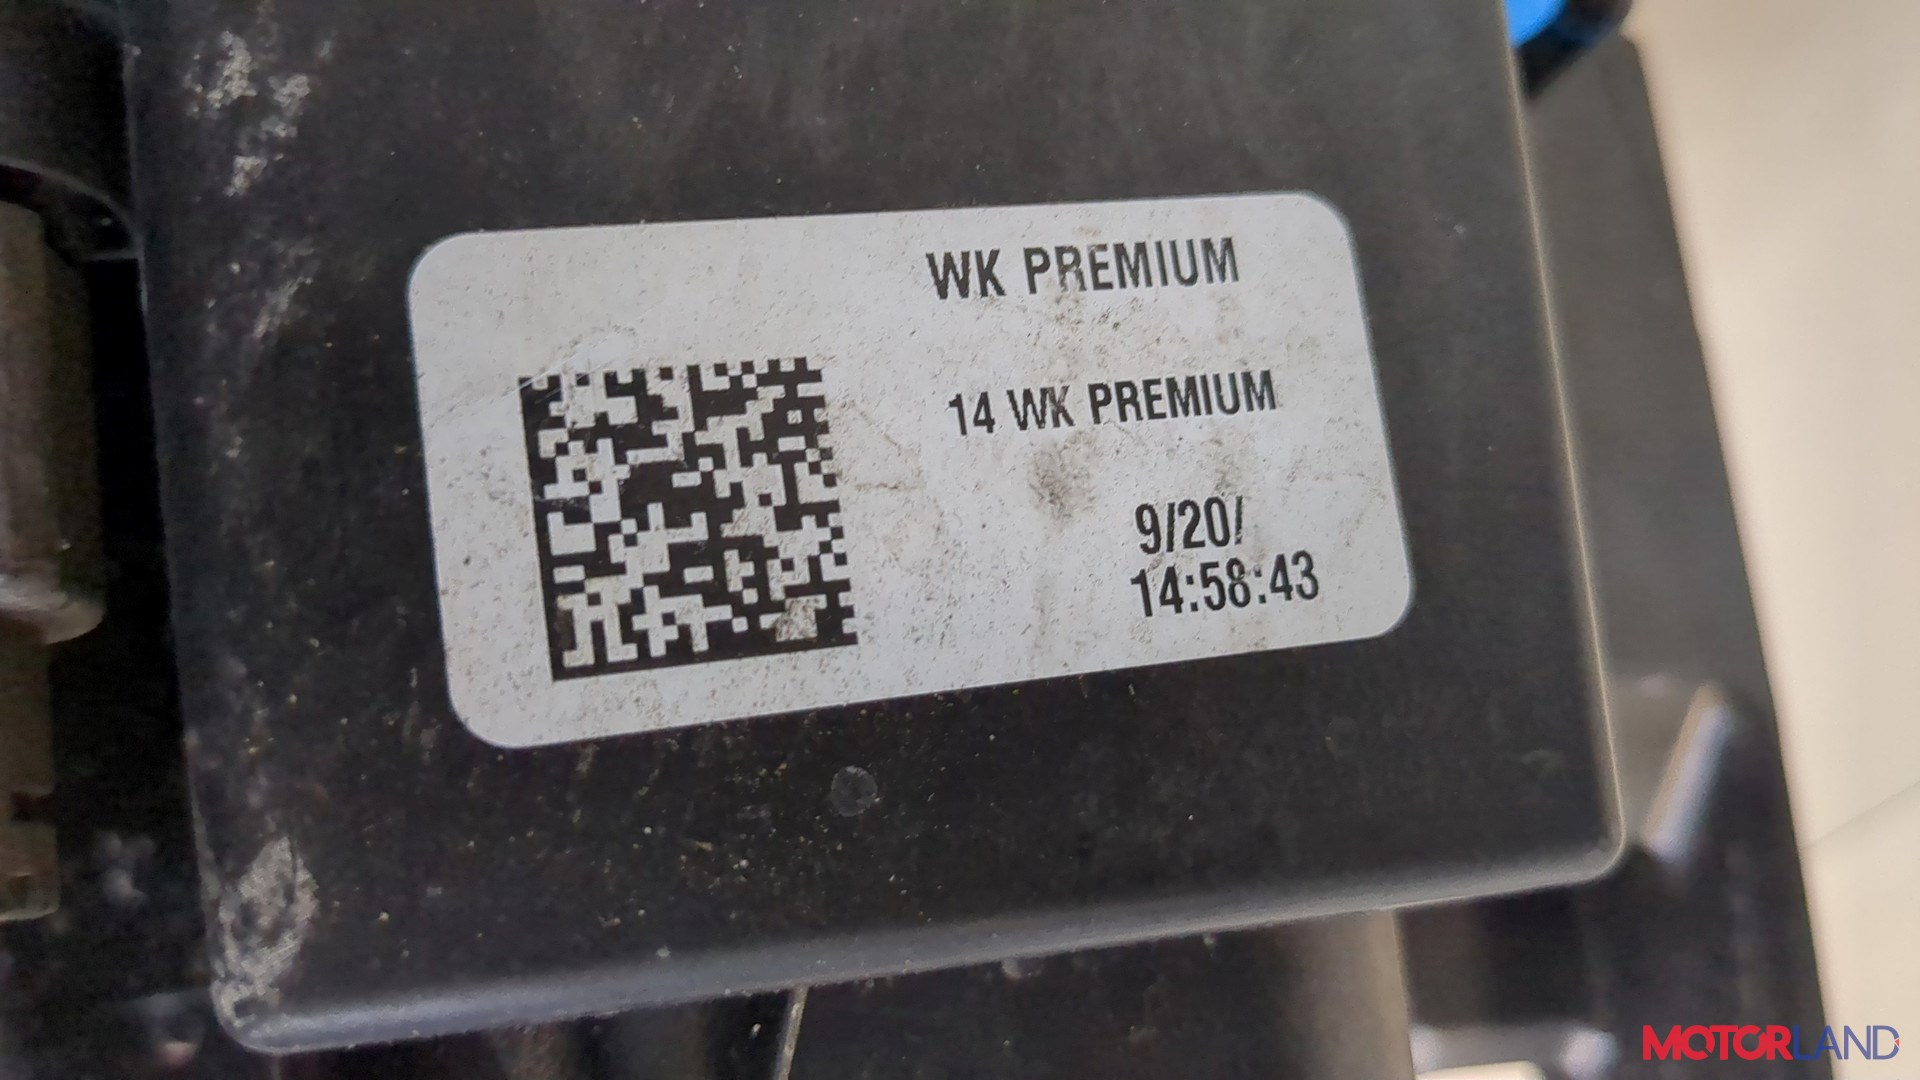 WK PREMIUM
14 WK PREMIUM
9/20/
14:58:43
MOTORLAND